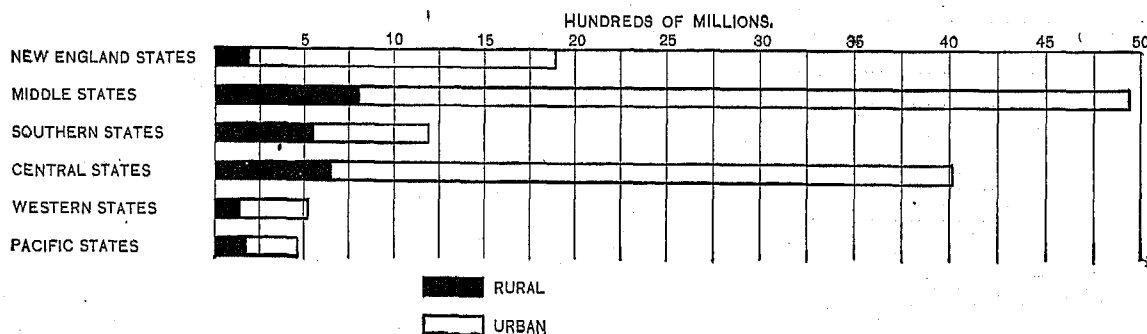 HUNDREDS OF MILLIONS.
5 10 15 20 25 30 35 40 45 50
NEW ENGLAND STATES
MIDDLE STATES
SOUTHERN STATES
CENTRAL STATES
WESTERN STATES
PACIFIC STATES
RURAL
URBAN